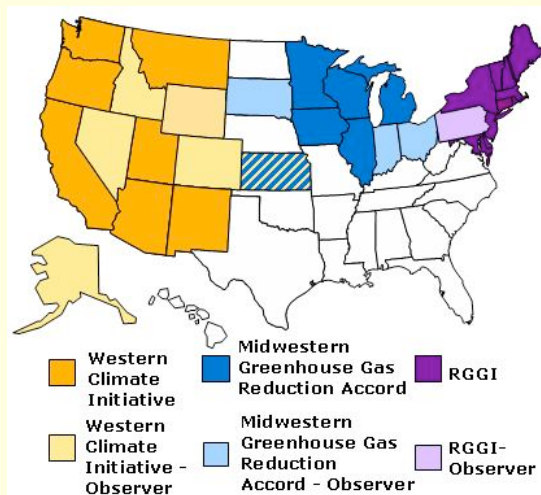 Western
Climate
Initiative
Midwestern
Greenhouse Gas
Reduction Accord
RGGI
Western
Climate
Initiative -
Observer
Midwestern
Greenhouse Gas
Reduction
Accord - Observer
RGGI-
Observer